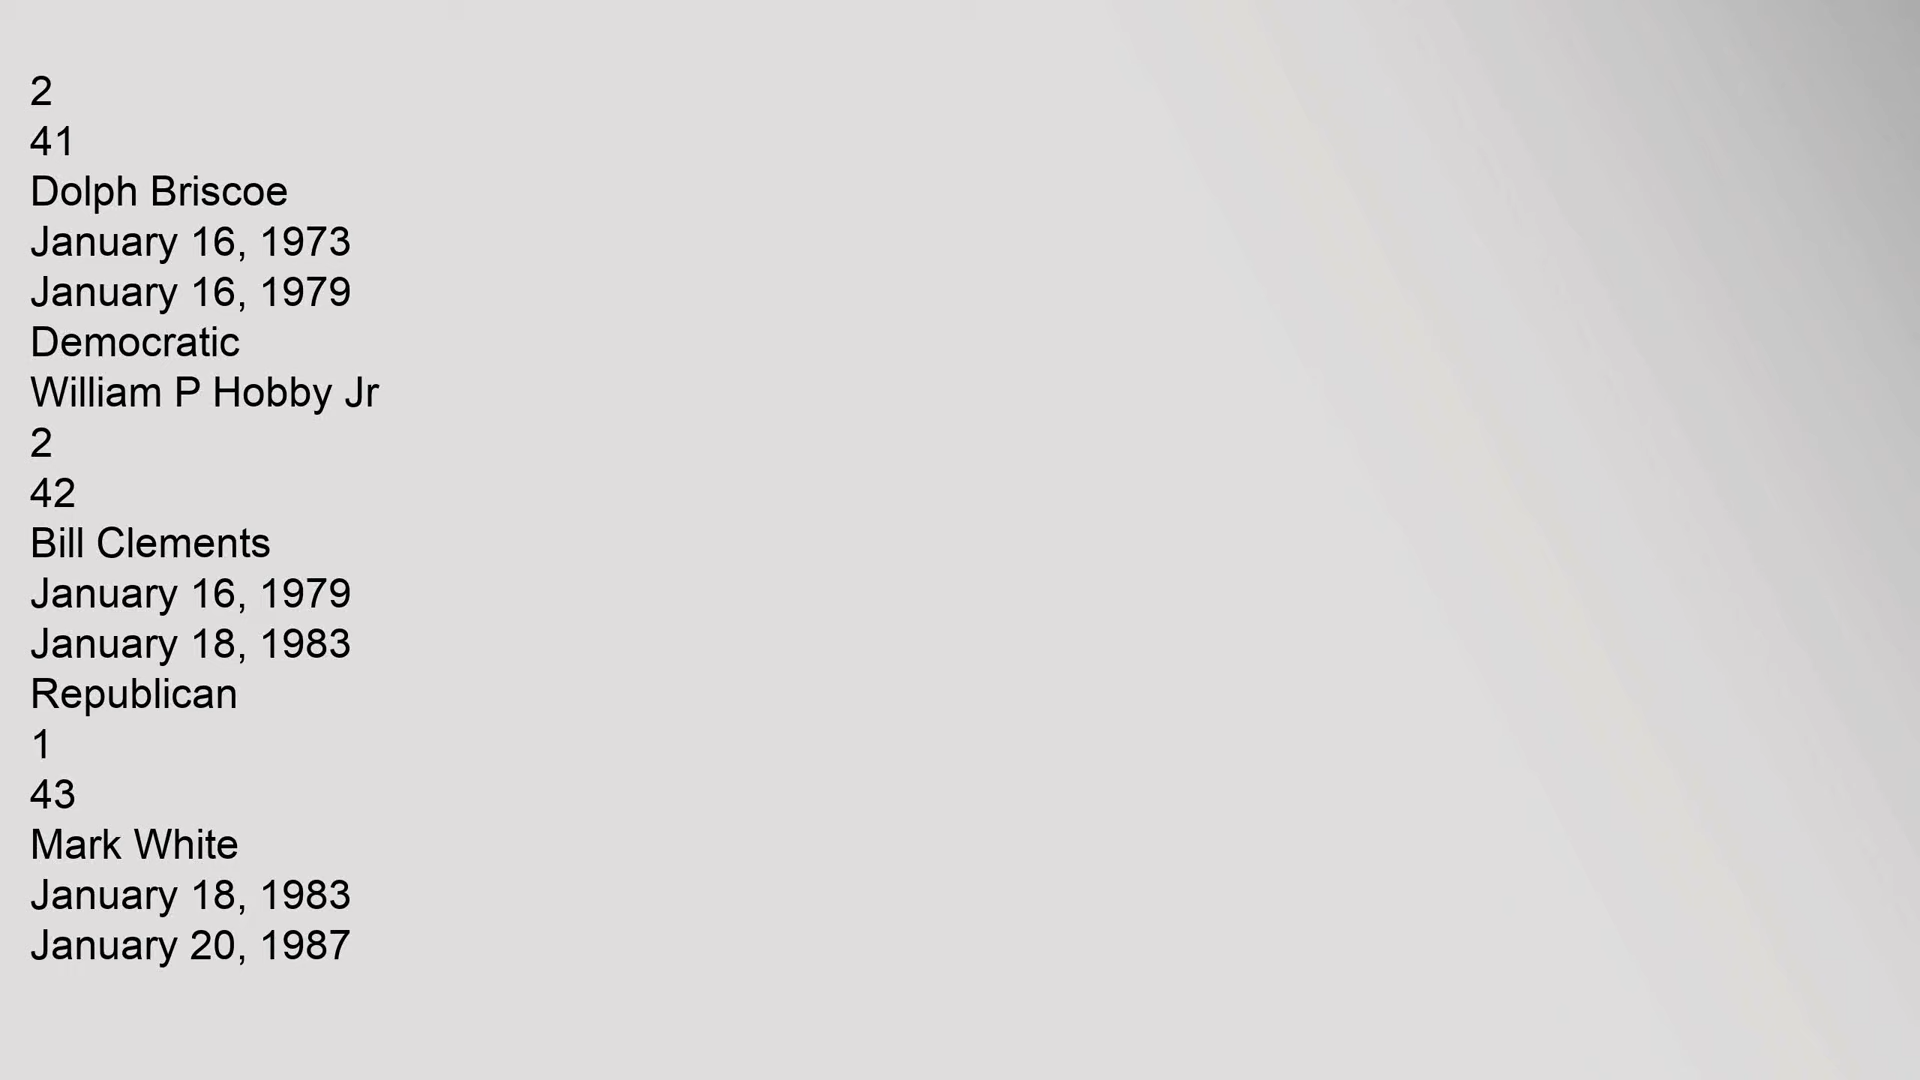 2
41
Dolph Briscoe
January 16, 1973
January 16, 1979
Democratic
William P Hobby Jr
2
42
Bill Clements
January 16, 1979
January 18, 1983
Republican
1
43
Mark White
January 18, 1983
January 20, 1987